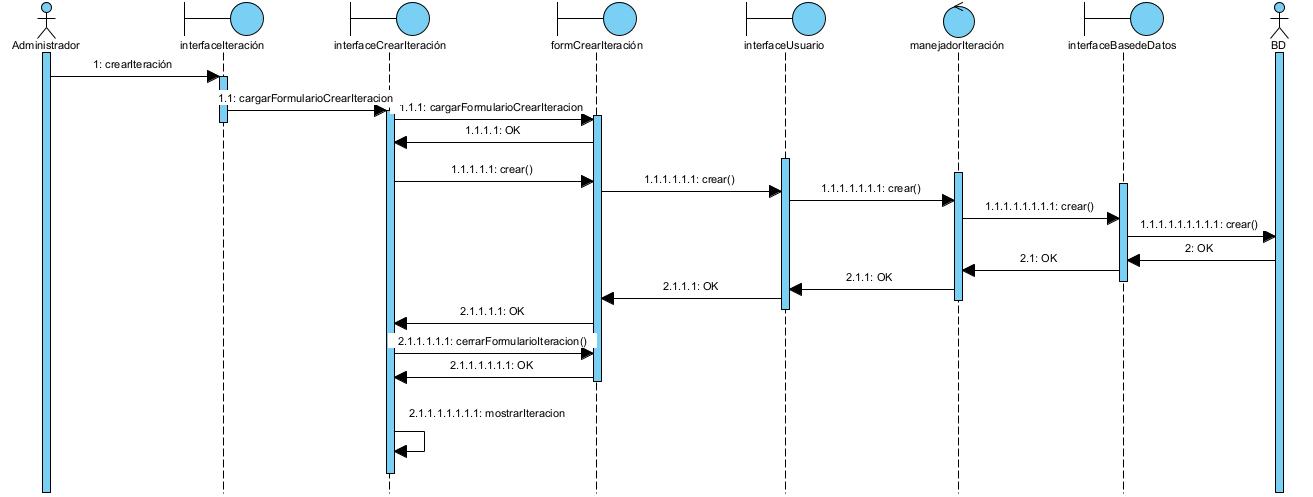 Administrador
interfaceIteración
interfaceCrearIteración
formCrearIteración
interfaceUsuario
manejadorIteración
interfaceBasedeDatos
BD
1: crearIteración
1.1: cargarFormularioCrearIteracion
1.1.1: cargarFormularioCrearIteracion
1.1.1.1: OK
1.1.1.1.1: crear()
1.1.1.1.1.1: crear()
1.1.1.1.1.1.1: crear()
1.1.1.1.1.1.1.1: crear()
1.1.1.1.1.1.1.1.1: crear()
2: OK
2.1: OK
2.1.1: OK
2.1.1.1: OK
2.1.1.1.1: OK
2.1.1.1.1.1: cerrarFormularioIteracion()
2.1.1.1.1.1.1: OK
2.1.1.1.1.1.1.1: mostrarIteracion